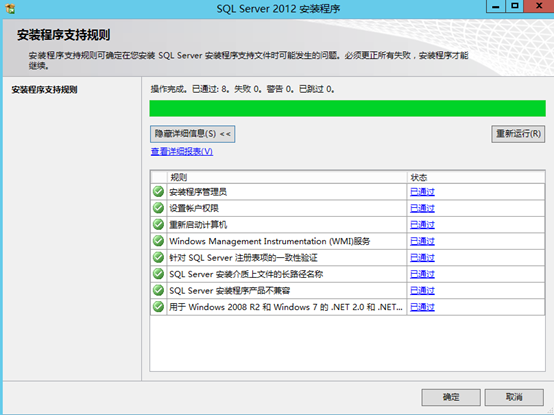 SQL Server 2012 安装程序
安装程序支持规则
安装程序支持规则可确定在您安装 SQL Server 安装程序支持文件时可能发生的问题。必须更正所有失败，安装程序才能
继续。
安装程序支持规则
操作完成。已通过: 8。失败 0。警告 0。已跳过 0。
隐藏详细信息(S) <<
重新运行(R)
查看详细报表(V)
规则 状态
安装程序管理员 已通过
设置帐户权限 已通过
重新启动计算机 已通过
Windows Management Instrumentation (WMI)服务 已通过
针对 SQL Server 注册表项的一致性验证 已通过
SQL Server 安装介质上文件的长路径名称 已通过
SQL Server 安装程序产品不兼容 已通过
用于 Windows 2008 R2 和 Windows 7 的 .NET 2.0 和 .NET... 已通过
确定 取消